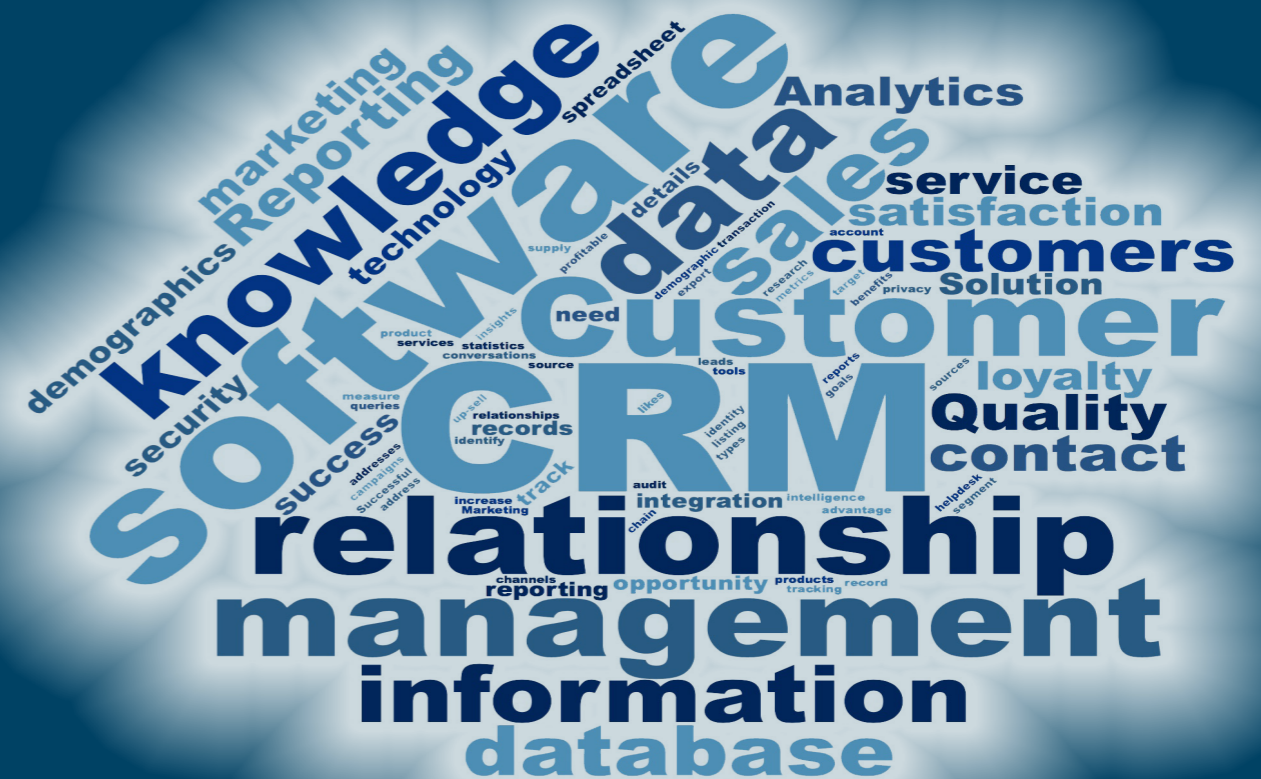 marketing
Reporting
knowledge
spreadsheet
Software
technology
demographics
Analytics
data
sales
details
service
satisfaction
account
customers
supply
profitable
demographic
transaction
export
research
metrics
target
benefits
privacy
Solution
Customer
need
product
insights
services
statistics
conversations
source
leads
tools
reports
goals
sources
loyalty
CRM
security
success
measure
queries
up-sell
relationships
records
identify
likes
identity
listing
types
Quality
contact
addresses
campaigns
Successful
address
track
increase
Marketing
audit
integration
intelligence
advantage
chain
helpdesk
segment
relationship
channels
reporting
opportunity
products
tracking
record
management
information
database